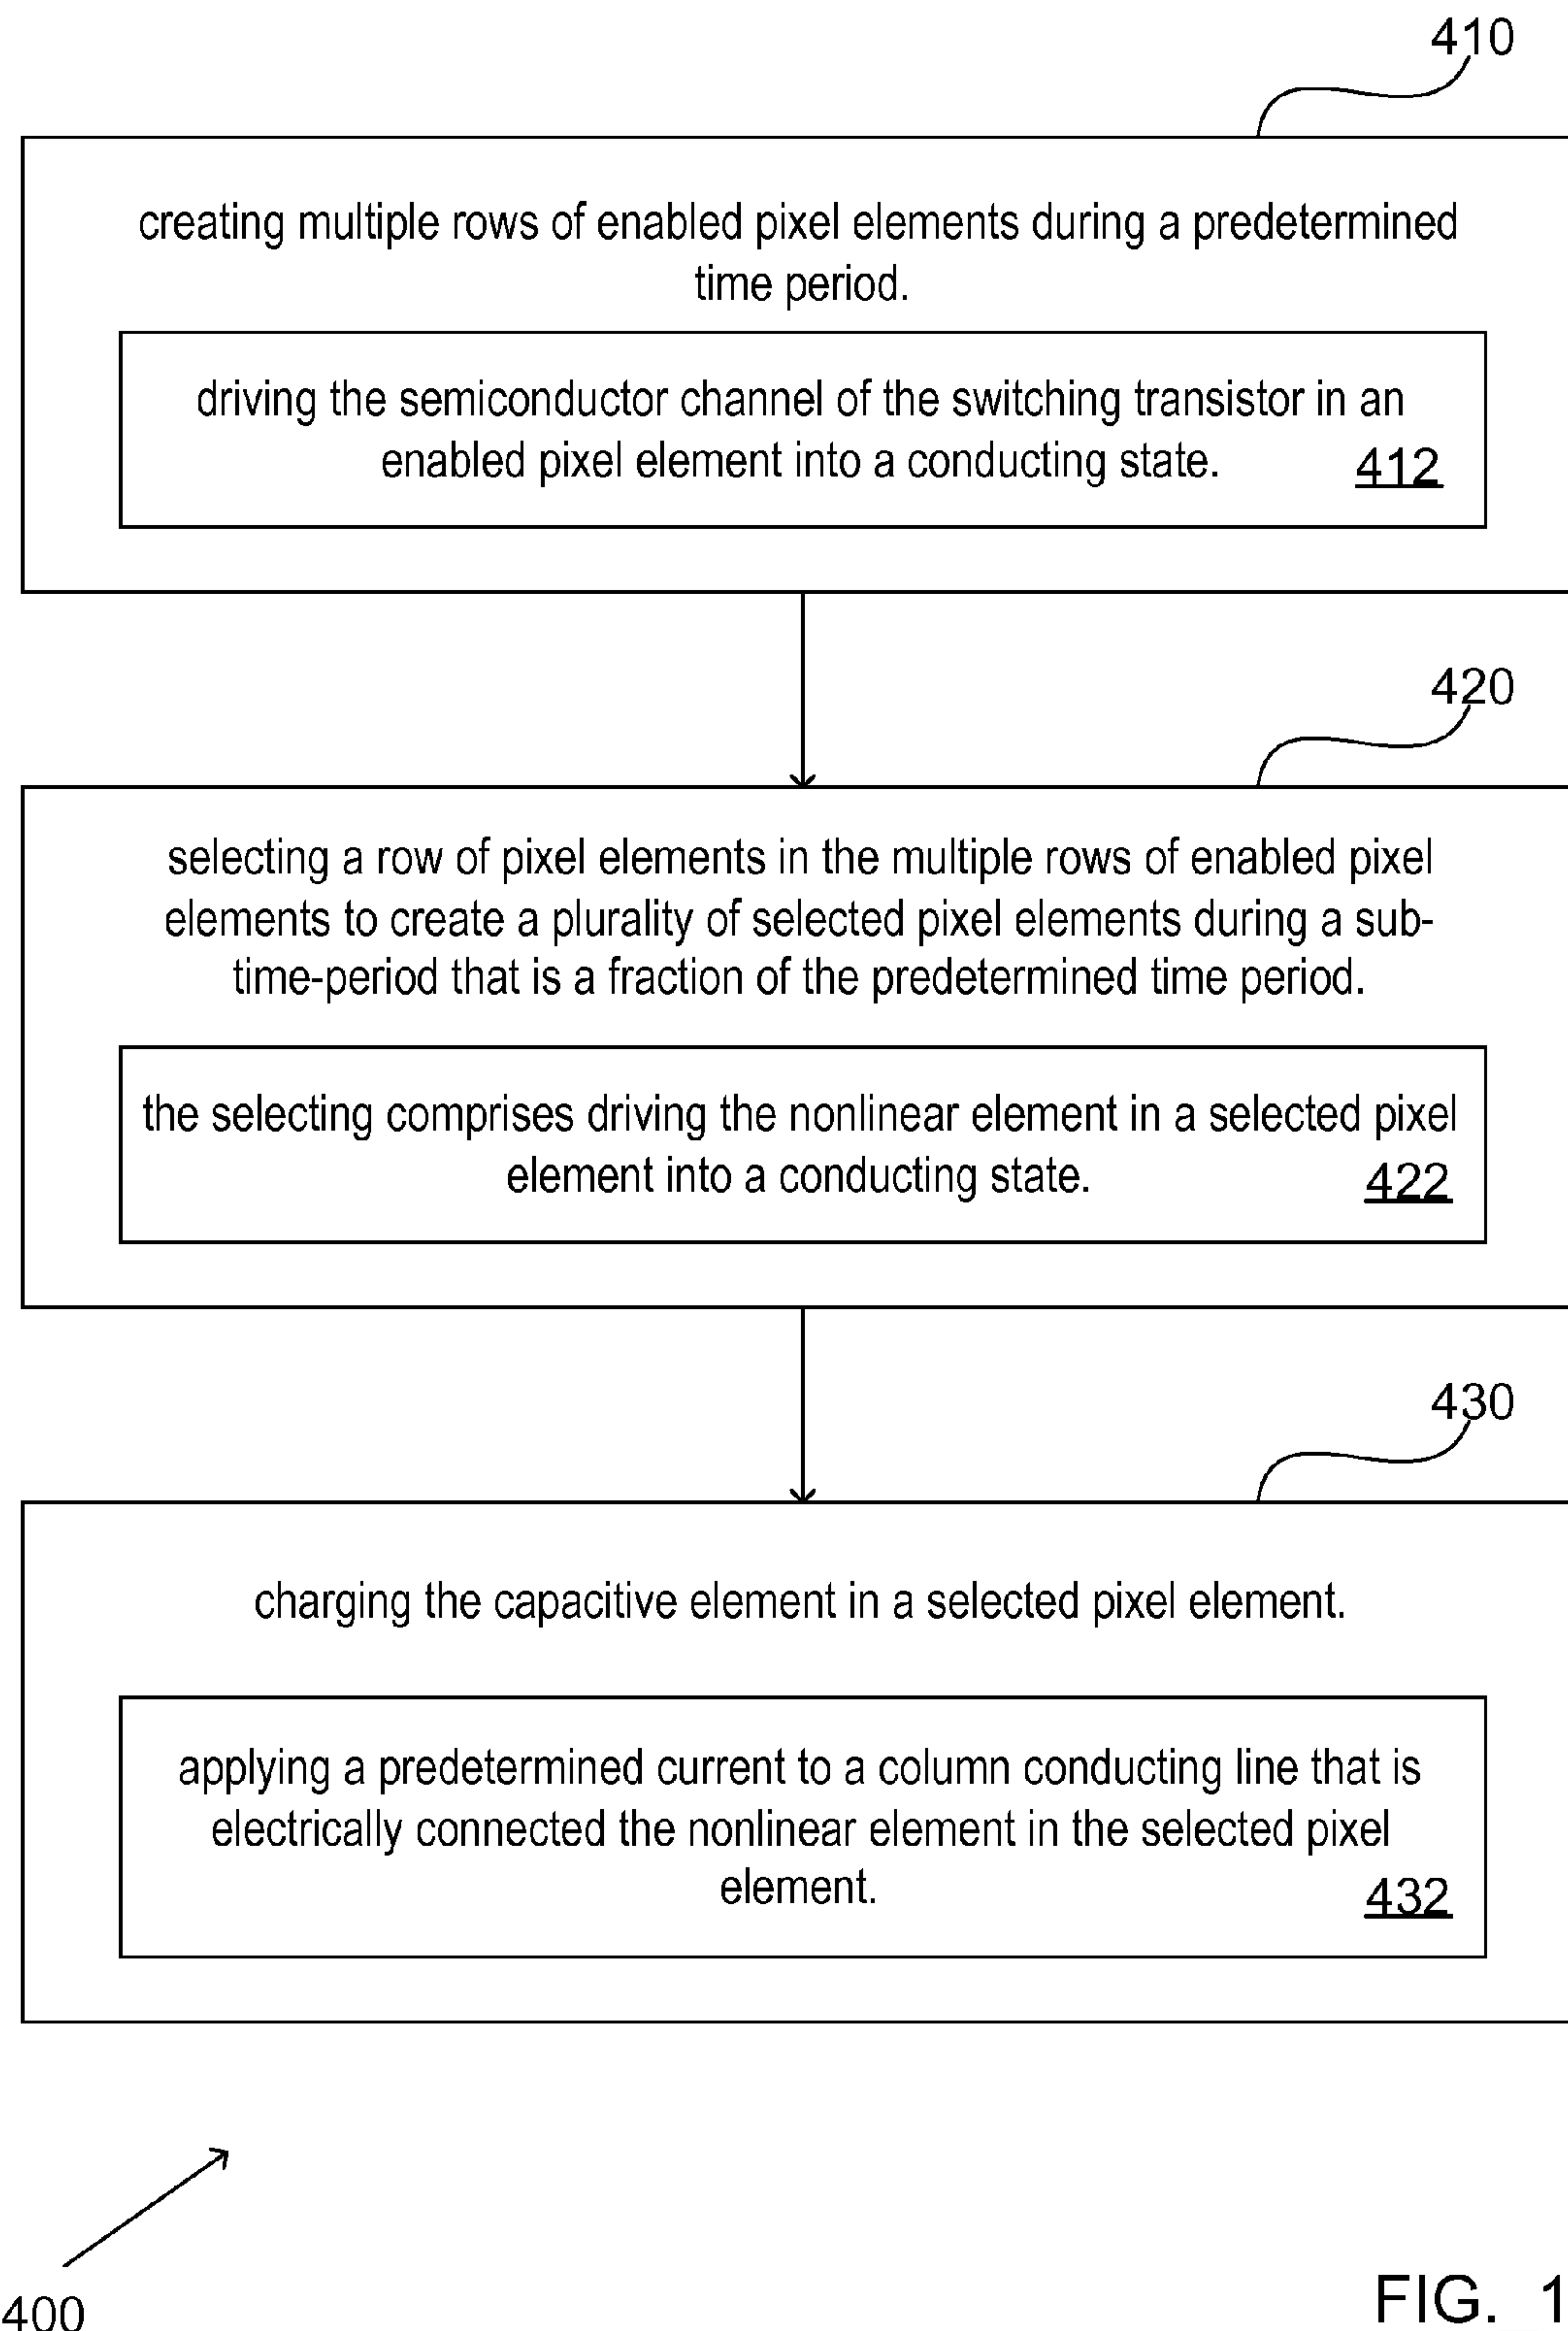 410
creating multiple rows of enabled pixel elements during a predetermined
time period.
driving the semiconductor channel of the switching transistor in an
enabled pixel element into a conducting state.
412
420
selecting a row of pixel elements in the multiple rows of enabled pixel
elements to create a plurality of selected pixel elements during a sub-
time-period that is a fraction of the predetermined time period.
the selecting comprises driving the nonlinear element in a selected pixel
element into a conducting state.
422
430
charging the capacitive element in a selected pixel element.
applying a predetermined current to a column conducting line that is
electrically connected the nonlinear element in the selected pixel
element.
432
400
FIG._1